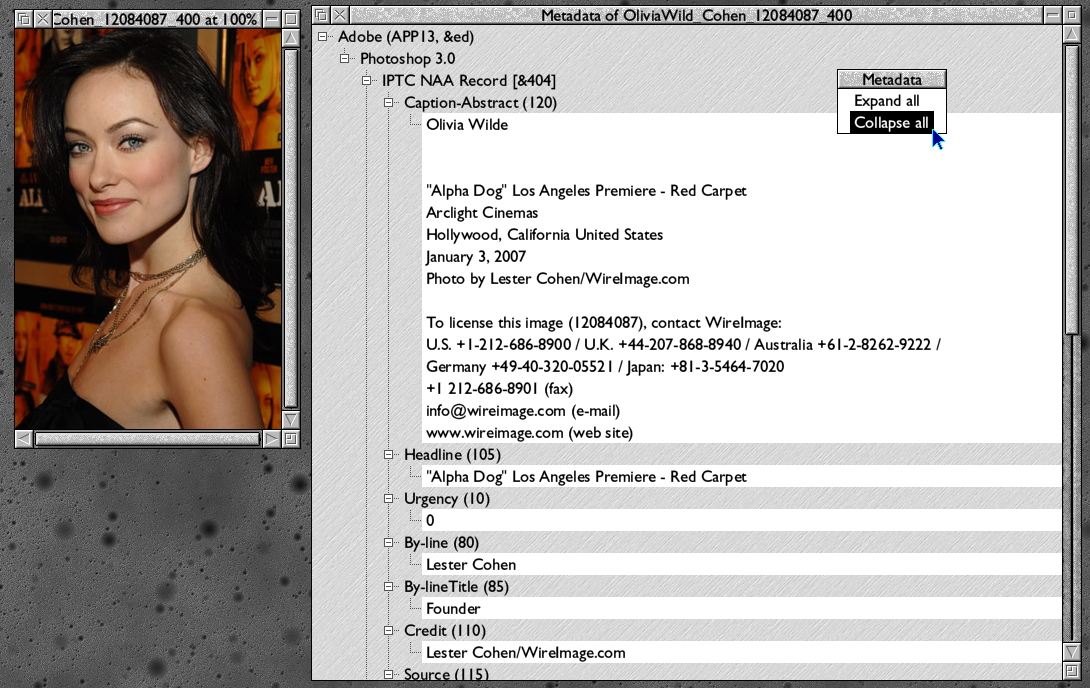 Cohen_12084087_400 at 100%
Metadata of OliviaWild_Cohen_12084087_400
Adobe (APP13, &ed)
Photoshop 3.0
IPTC NAA Record [&404]
Caption-Abstract (120)
Olivia Wilde
"Alpha Dog" Los Angeles Premiere - Red Carpet
Arclight Cinemas
Hollywood, California United States
January 3, 2007
Photo by Lester Cohen/WireImage.com
To license this image (12084087), contact WireImage:
U.S. +1-212-686-8900 / U.K. +44-207-868-8940 / Australia +61-2-8262-9222 /
Germany +49-40-320-05521 / Japan: +81-3-5464-7020
+1 212-686-8901 (fax)
info@wireimage.com (e-mail)
www.wireimage.com (web site)
Headline (105)
"Alpha Dog" Los Angeles Premiere - Red Carpet
Urgency (10)
0
By-line (80)
Lester Cohen
By-lineTitle (85)
Founder
Credit (110)
Lester Cohen/WireImage.com
Source (115)
Metadata
Expand all
Collapse all